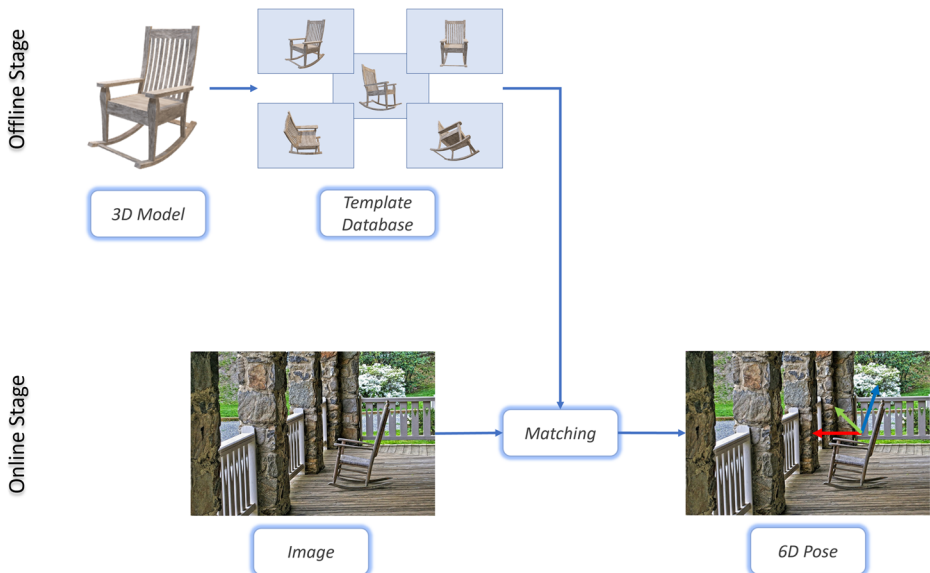 Offline Stage
3D Model
Template
Database
Online Stage
Matching
Image
6D Pose